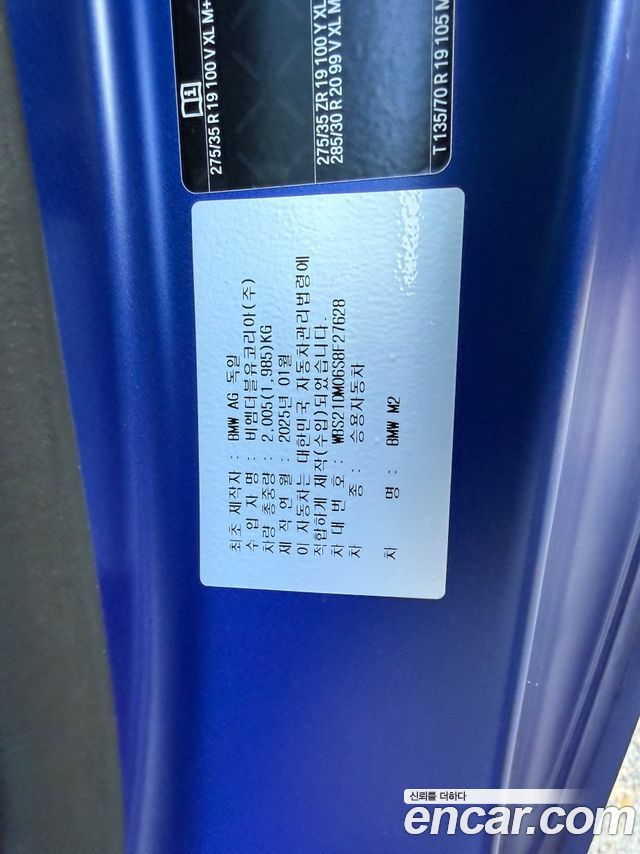 275/35 R 19 100 V XL M+
275/35 ZR 19 100 Y XL
285/30 R 20 99 V XL M
T 135/70 R 19 105 M
최초 제작자 : BMW AG 독일
수 입 자 명 : 비엠더블유코리아(주)
차량 총중량 : 2,005(1,985)KG
제 작 연 월 : 2025년 01월
이 자동차는 대한민국 자동차관리법령에
적합하게 제작(수입)되었습니다.
차 대 번 호 : WBS21DM06S8F27628
차 종 : 승용자동차
차 명 : BMW M2
신뢰를 더하다
encar.com